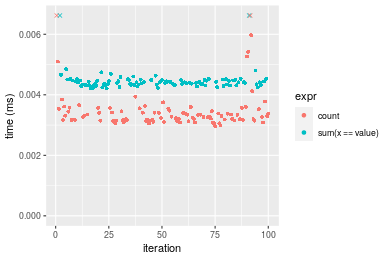 0.006
0.004
0.002
0.000
time (ms)
0
25
50
75
100
iteration
expr
count
sum(x == value)